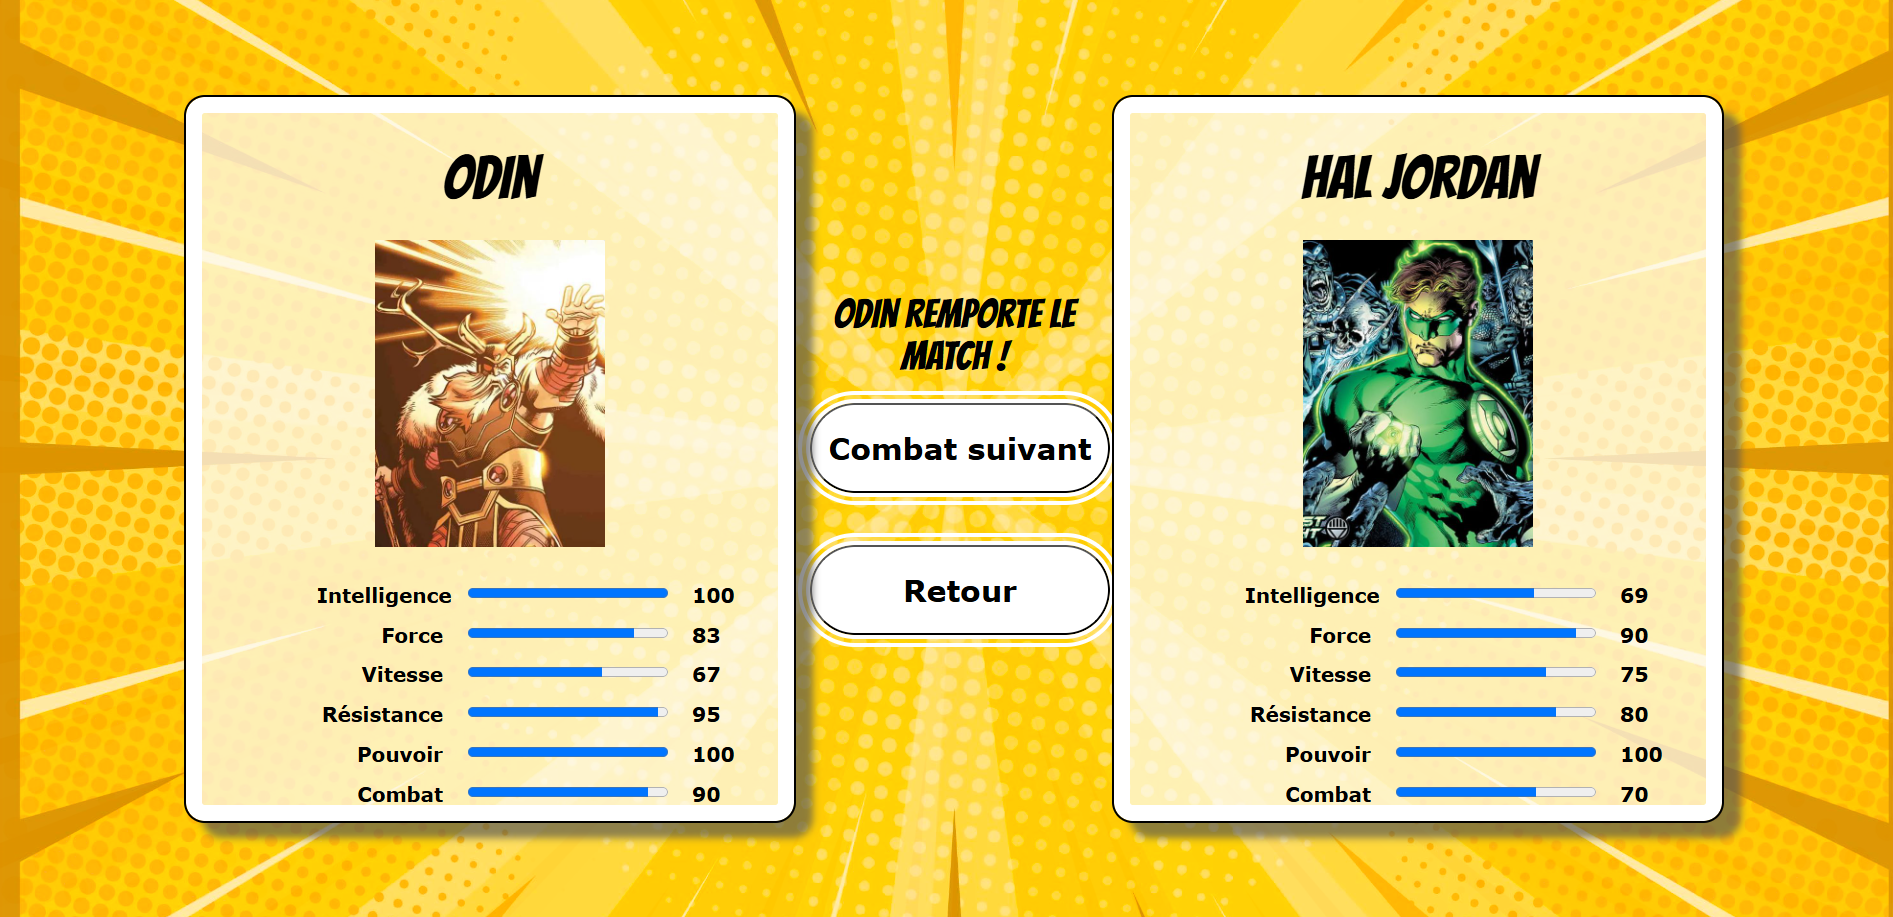 ODIN
Intelligence 100
Force 83
Vitesse 67
Résistance 95
Pouvoir 100
Combat 90
ODIN REMPORTE LE
MATCH !
Combat suivant
Retour
HAL JORDAN
Intelligence 69
Force 90
Vitesse 75
Résistance 80
Pouvoir 100
Combat 70